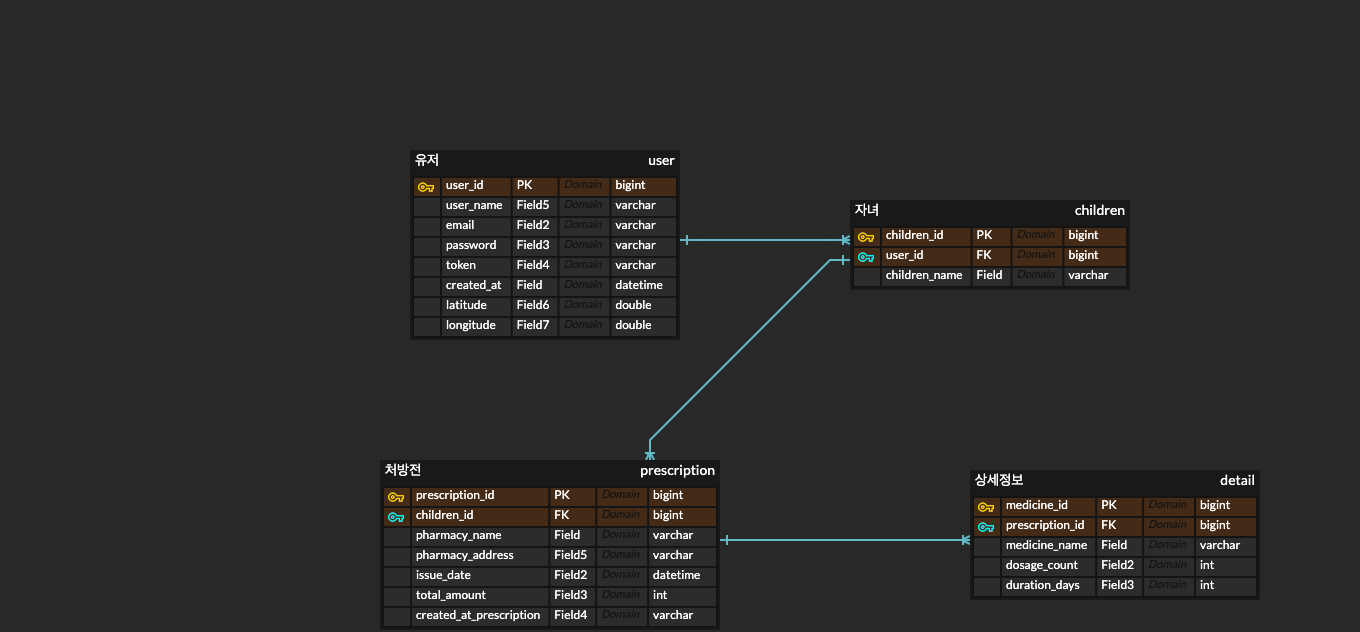 유저 user
user_id PK Domain bigint
user_name Field5 Domain varchar
email Field2 Domain varchar
password Field3 Domain varchar
token Field4 Domain varchar
created_at Field Domain datetime
latitude Field6 Domain double
longitude Field7 Domain double
자녀 children
children_id PK Domain bigint
user_id FK Domain bigint
children_name Field Domain varchar
처방전 prescription
prescription_id PK Domain bigint
children_id FK Domain bigint
pharmacy_name Field Domain varchar
pharmacy_address Field5 Domain varchar
issue_date Field2 Domain datetime
total_amount Field3 Domain int
created_at_prescription Field4 Domain varchar
상세정보 detail
medicine_id PK Domain bigint
prescription_id FK Domain bigint
medicine_name Field Domain varchar
dosage_count Field2 Domain int
duration_days Field3 Domain int